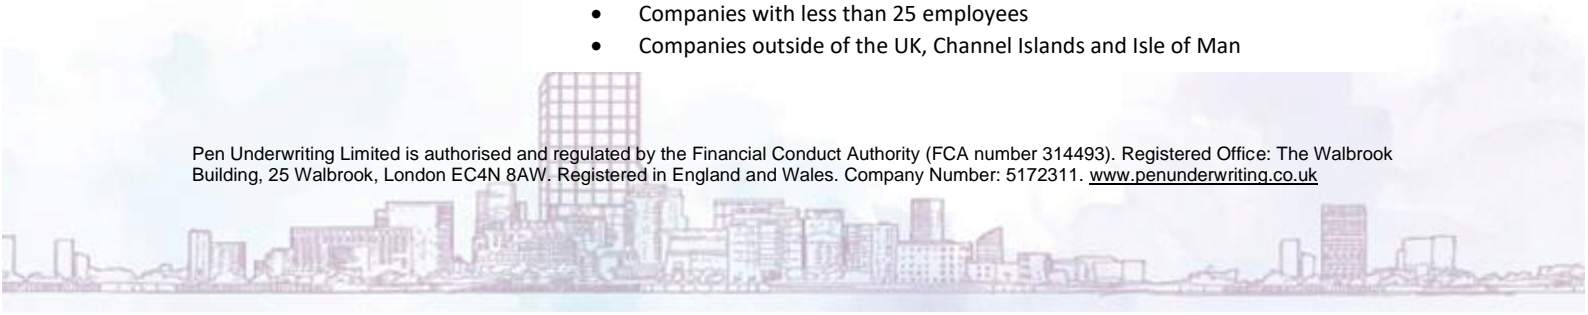 • Companies with less than 25 employees
• Companies outside of the UK, Channel Islands and Isle of Man
Pen Underwriting Limited is authorised and regulated by the Financial Conduct Authority (FCA number 314493). Registered Office: The Walbrook
Building, 25 Walbrook, London EC4N 8AW. Registered in England and Wales. Company Number: 5172311. www.penunderwriting.co.uk